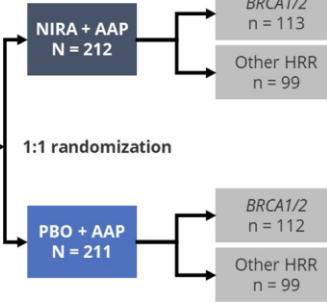 BRCA1/2
n = 113
NIRA + AAP
N = 212
Other HRR
n = 99
1:1 randomization
BRCA1/2
n = 112
PBO + AAP
N = 211
Other HRR
n = 99